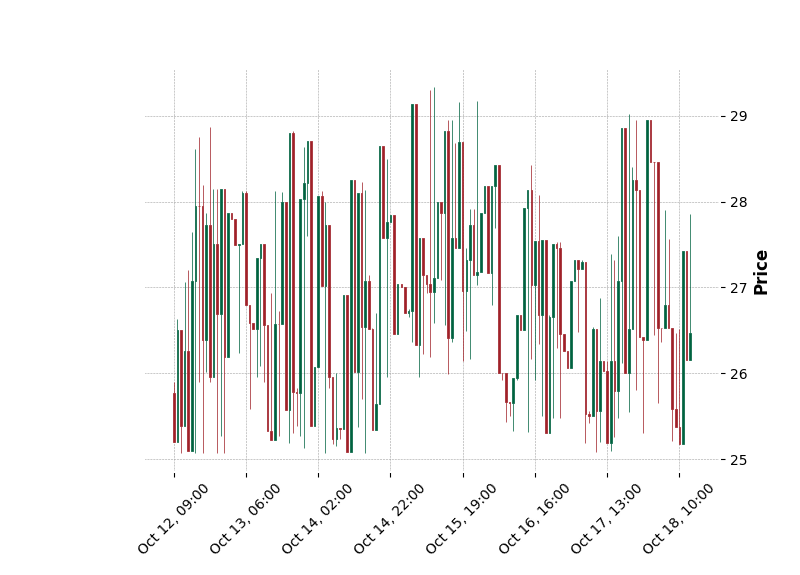 29
28
27
26
25
Price
Oct 12, 09:00
Oct 13, 06:00
Oct 14, 02:00
Oct 14, 22:00
Oct 15, 19:00
Oct 16, 16:00
Oct 17, 13:00
Oct 18, 10:00